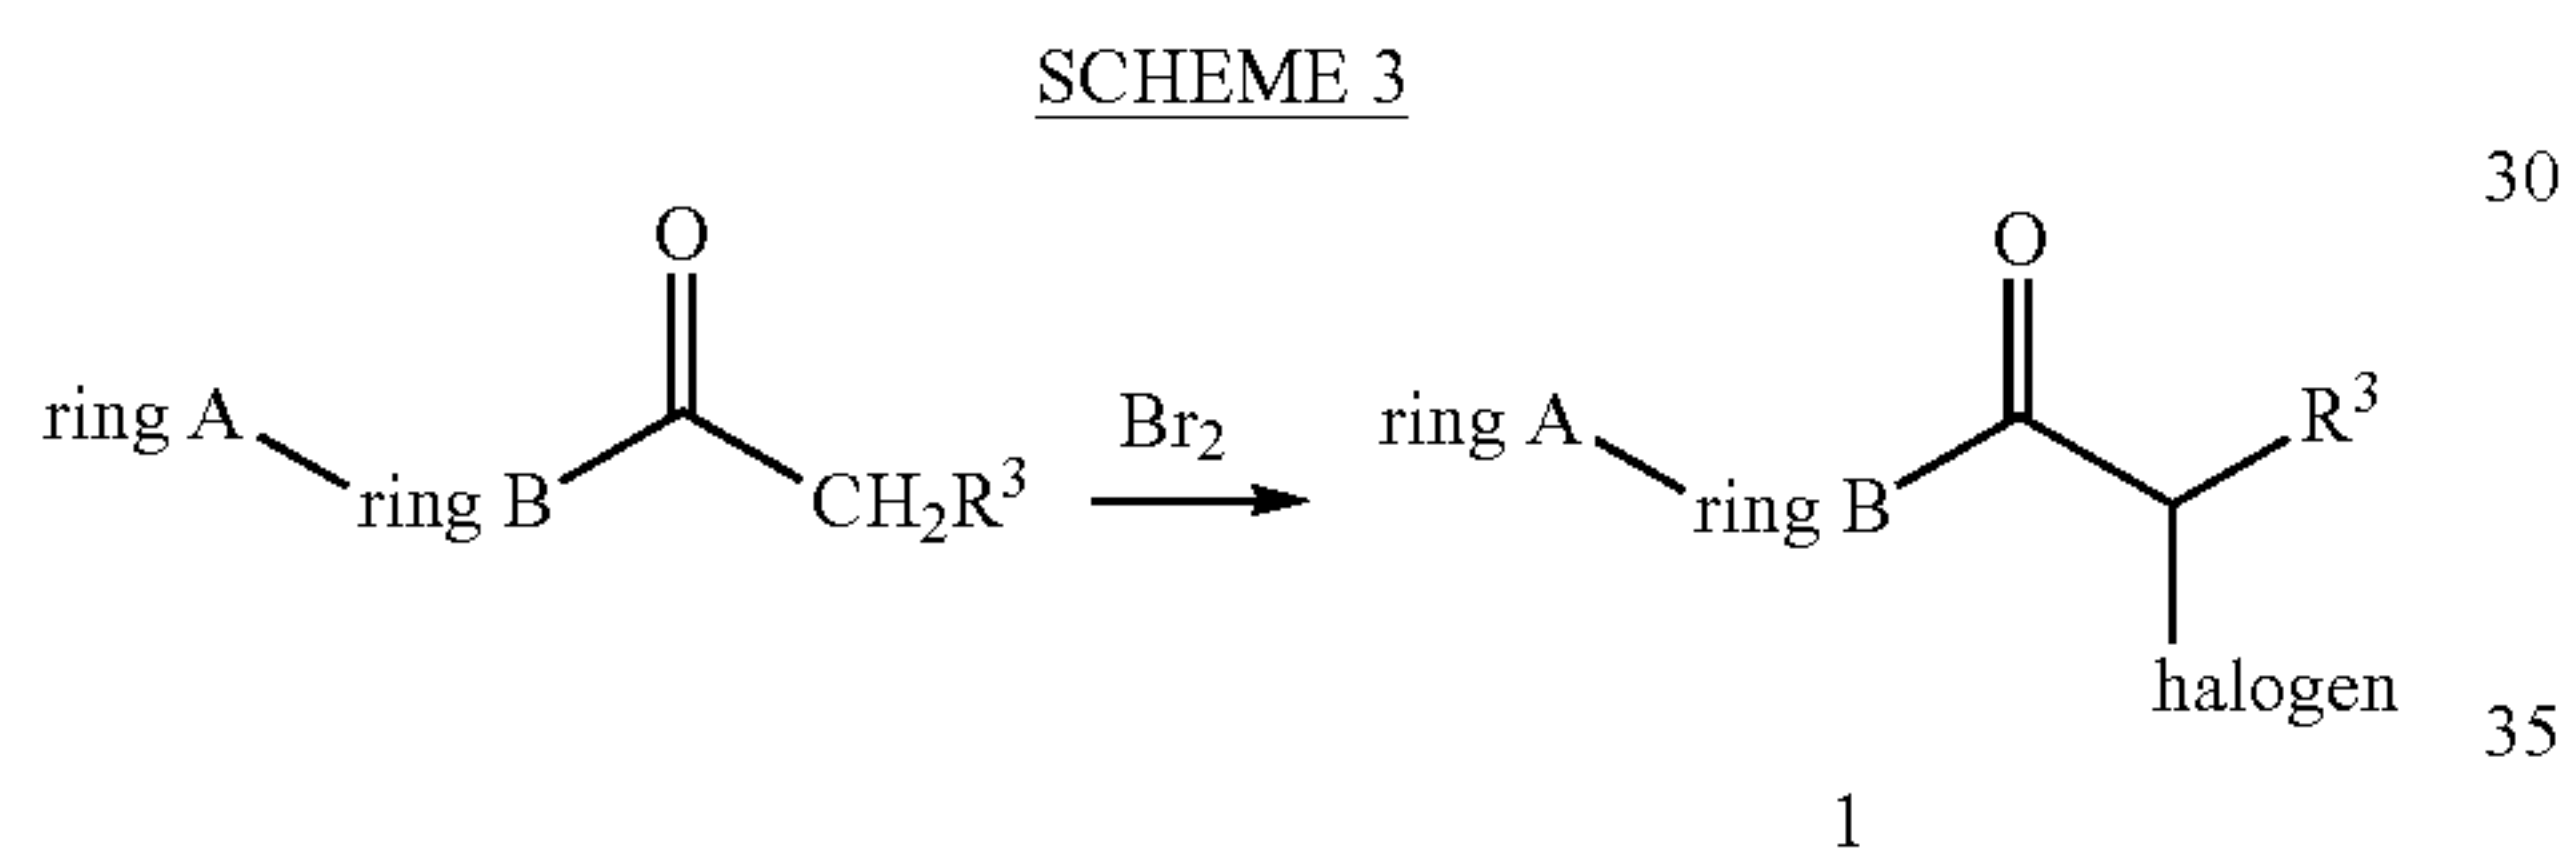 SCHEME 3
30
O
O
ring A
ring B
CH₂R³
Br₂
ring A
ring B
R³
halogen
35
1